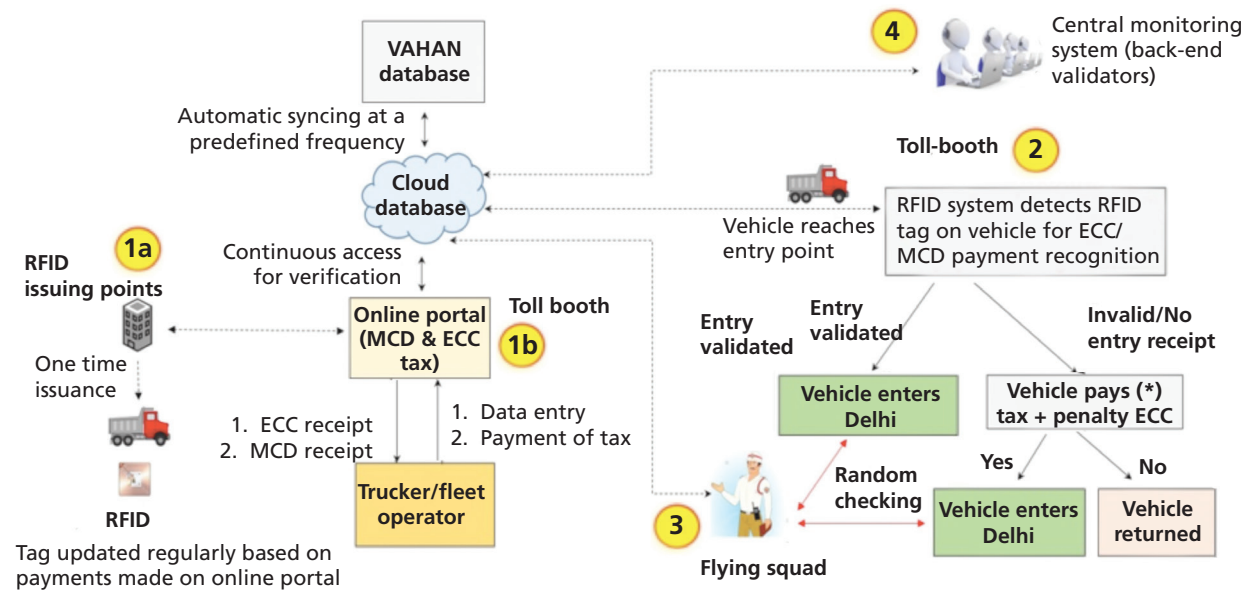 VAHAN
database
Automatic syncing at a
predefined frequency
Cloud
database
Continuous access
for verification
1a
RFID
issuing points
One time
issuance
RFID
Tag updated regularly based on
payments made on online portal
Online portal
(MCD & ECC
tax)
Toll booth
1b
1. ECC receipt
2. MCD receipt
1. Data entry
2. Payment of tax
Trucker/fleet
operator
4
Central monitoring
system (back-end
validators)
Toll-booth
2
Vehicle reaches
entry point
RFID system detects RFID
tag on vehicle for ECC/
MCD payment recognition
Entry
validated
Entry
validated
Invalid/No
entry receipt
Vehicle enters
Delhi
Vehicle pays (*)
tax + penalty ECC
Random
checking
Yes
No
3
Flying squad
Vehicle enters
Delhi
Vehicle
returned